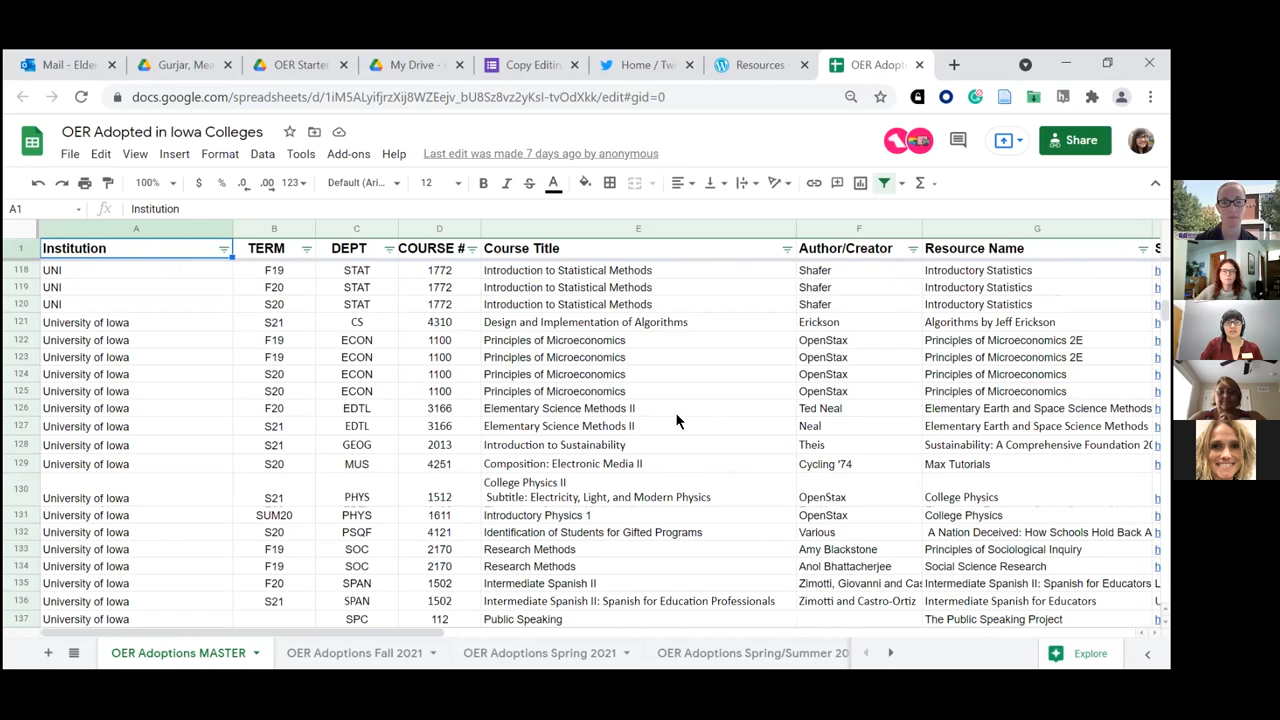 Mail - Elder
Gurjar, Mea
OER Starter
My Drive -
Copy Editin
Home / Twi
Resources
OER Adopt
docs.google.com/spreadsheets/d/1iM5ALyifjrzXij8WZEejv_bU8Sz8vz2yKsI-tvOdXkk/edit#gid=0
OER Adopted in Iowa Colleges
Share
File Edit View Insert Format Data Tools Add-ons Help Last edit was made 7 days ago by anonymous
100% $ % .0 .00 123 Default (Ari... 12 B I S A Σ
A1 fx Institution
A B C D E F G
1 Institution TERM DEPT COURSE # Course Title Author/Creator Resource Name S
118 UNI F19 STAT 1772 Introduction to Statistical Methods Shafer Introductory Statistics h
119 UNI F20 STAT 1772 Introduction to Statistical Methods Shafer Introductory Statistics h
120 UNI S20 STAT 1772 Introduction to Statistical Methods Shafer Introductory Statistics h
121 University of Iowa S21 CS 4310 Design and Implementation of Algorithms Erickson Algorithms by Jeff Erickson h
122 University of Iowa F19 ECON 1100 Principles of Microeconomics OpenStax Principles of Microeconomics 2E h
123 University of Iowa F19 ECON 1100 Principles of Microeconomics OpenStax Principles of Microeconomics 2E h
124 University of Iowa S20 ECON 1100 Principles of Microeconomics OpenStax Principles of Microeconomics h
125 University of Iowa S20 ECON 1100 Principles of Microeconomics OpenStax Principles of Microeconomics h
126 University of Iowa F20 EDTL 3166 Elementary Science Methods II Ted Neal Elementary Earth and Space Science Methods h
127 University of Iowa S21 EDTL 3166 Elementary Science Methods II Neal Elementary Earth and Space Science Methods h
128 University of Iowa S21 GEOG 2013 Introduction to Sustainability Theis Sustainability: A Comprehensive Foundation 20 h
129 University of Iowa S20 MUS 4251 Composition: Electronic Media II Cycling '74 Max Tutorials h
College Physics II
130 University of Iowa S21 PHYS 1512 Subtitle: Electricity, Light, and Modern Physics OpenStax College Physics h
131 University of Iowa SUM20 PHYS 1611 Introductory Physics 1 OpenStax College Physics h
132 University of Iowa S20 PSQF 4121 Identification of Students for Gifted Programs Various A Nation Deceived: How Schools Hold Back A h
133 University of Iowa F19 SOC 2170 Research Methods Amy Blackstone Principles of Sociological Inquiry h
134 University of Iowa F19 SOC 2170 Research Methods Anol Bhattacherjee Social Science Research h
135 University of Iowa F20 SPAN 1502 Intermediate Spanish II Zimotti, Giovanni and Cas Intermediate Spanish II: Spanish for Educators L
136 University of Iowa S21 SPAN 1502 Intermediate Spanish II: Spanish for Education Professionals Zimotti and Castro-Ortiz Intermediate Spanish for Educators U
137 University of Iowa SPC 112 Public Speaking The Public Speaking Project h
OER Adoptions MASTER OER Adoptions Fall 2021 OER Adoptions Spring 2021 OER Adoptions Spring/Summer 20 Explore